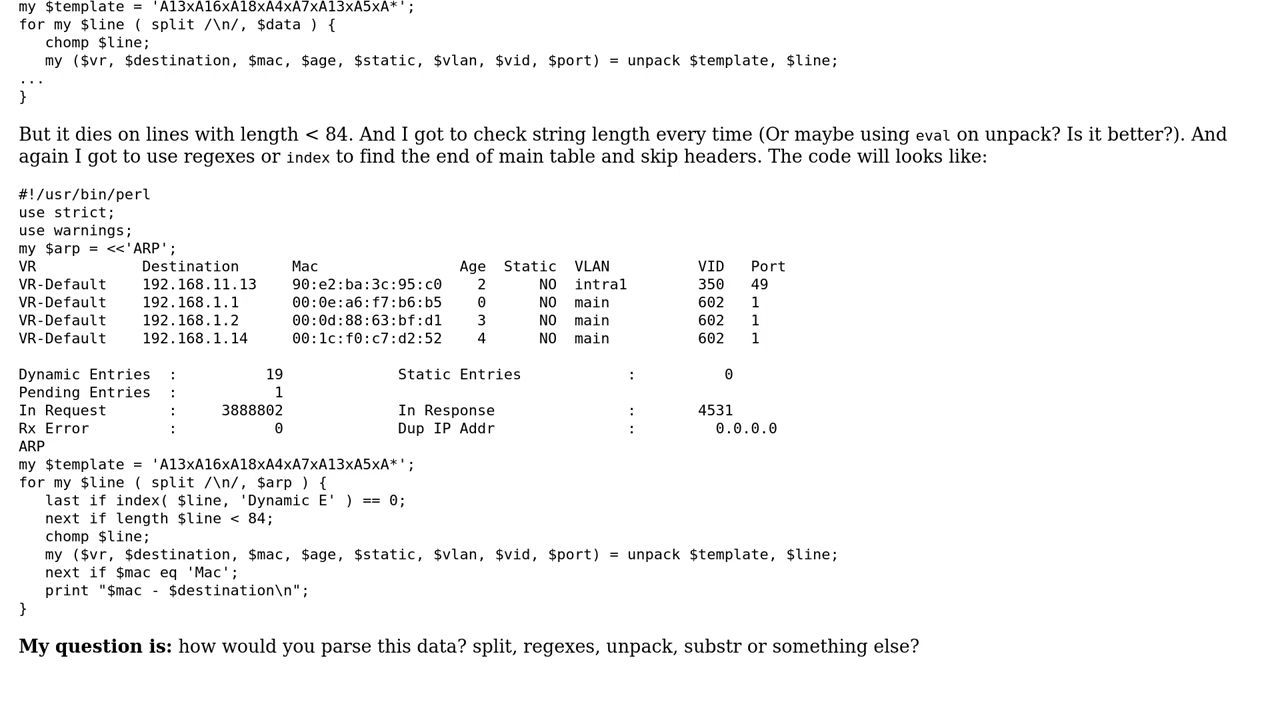 my $template = 'A13xA16xA18xA4xA7xA13xA5xA*';
for my $line ( split /\n/, $data ) {
   chomp $line;
   my ($vr, $destination, $mac, $age, $static, $vlan, $vid, $port) = unpack $template, $line;
...
}
But it dies on lines with length < 84. And I got to check string length every time (Or maybe using eval on unpack? Is it better?). And
again I got to use regexes or index to find the end of main table and skip headers. The code will looks like:
#!/usr/bin/perl
use strict;
use warnings;
my $arp = <<'ARP';
VR            Destination      Mac                Age  Static  VLAN          VID   Port
VR-Default    192.168.11.13    90:e2:ba:3c:95:c0    2      NO  intra1        350   49
VR-Default    192.168.1.1      00:0e:a6:f7:b6:b5    0      NO  main          602   1
VR-Default    192.168.1.2      00:0d:88:63:bf:d1    3      NO  main          602   1
VR-Default    192.168.1.14     00:1c:f0:c7:d2:52    4      NO  main          602   1
Dynamic Entries  :          19             Static Entries            :          0
Pending Entries  :           1
In Request       :     3888802             In Response               :       4531
Rx Error         :           0             Dup IP Addr               :         0.0.0.0
ARP
my $template = 'A13xA16xA18xA4xA7xA13xA5xA*';
for my $line ( split /\n/, $arp ) {
   last if index( $line, 'Dynamic E' ) == 0;
   next if length $line < 84;
   chomp $line;
   my ($vr, $destination, $mac, $age, $static, $vlan, $vid, $port) = unpack $template, $line;
   next if $mac eq 'Mac';
   print "$mac - $destination\n";
}
My question is: how would you parse this data? split, regexes, unpack, substr or something else?